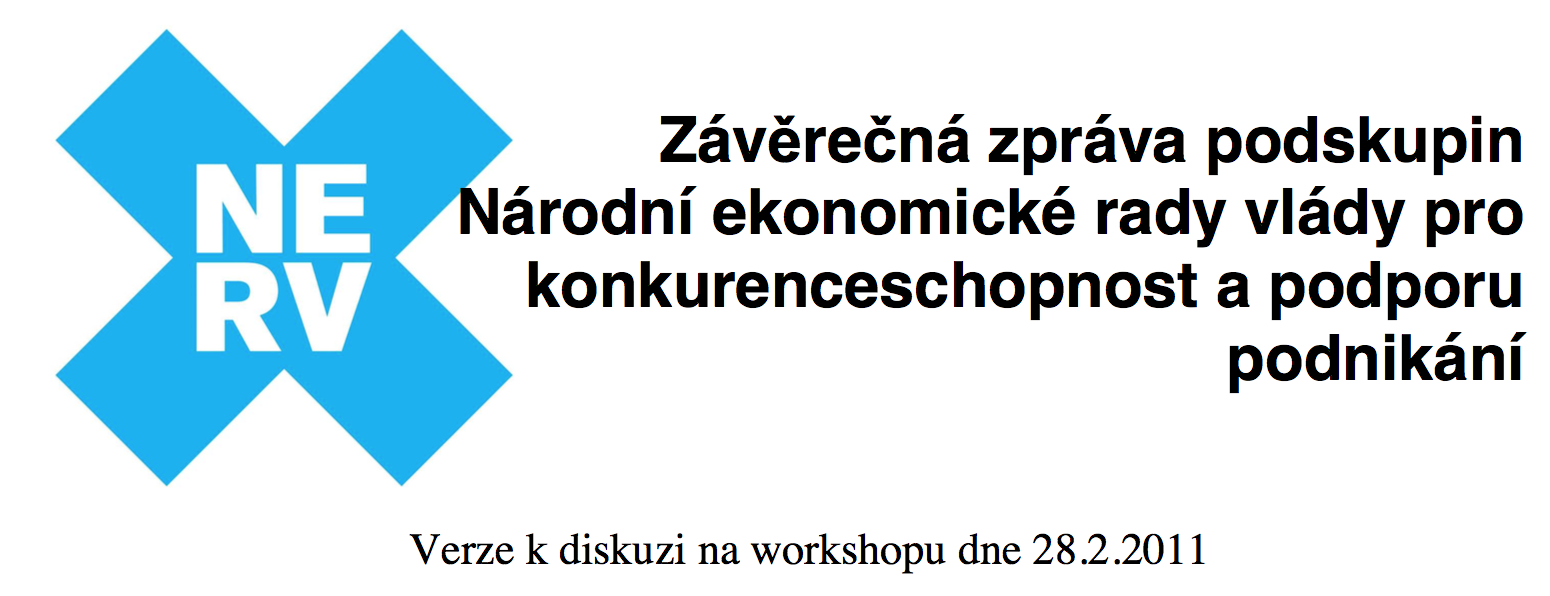 NE
RV
Závěrečná zpráva podskupin
Národní ekonomické rady vlády pro
konkurenceschopnost a podporu
podnikání
Verze k diskuzi na workshopu dne 28.2.2011